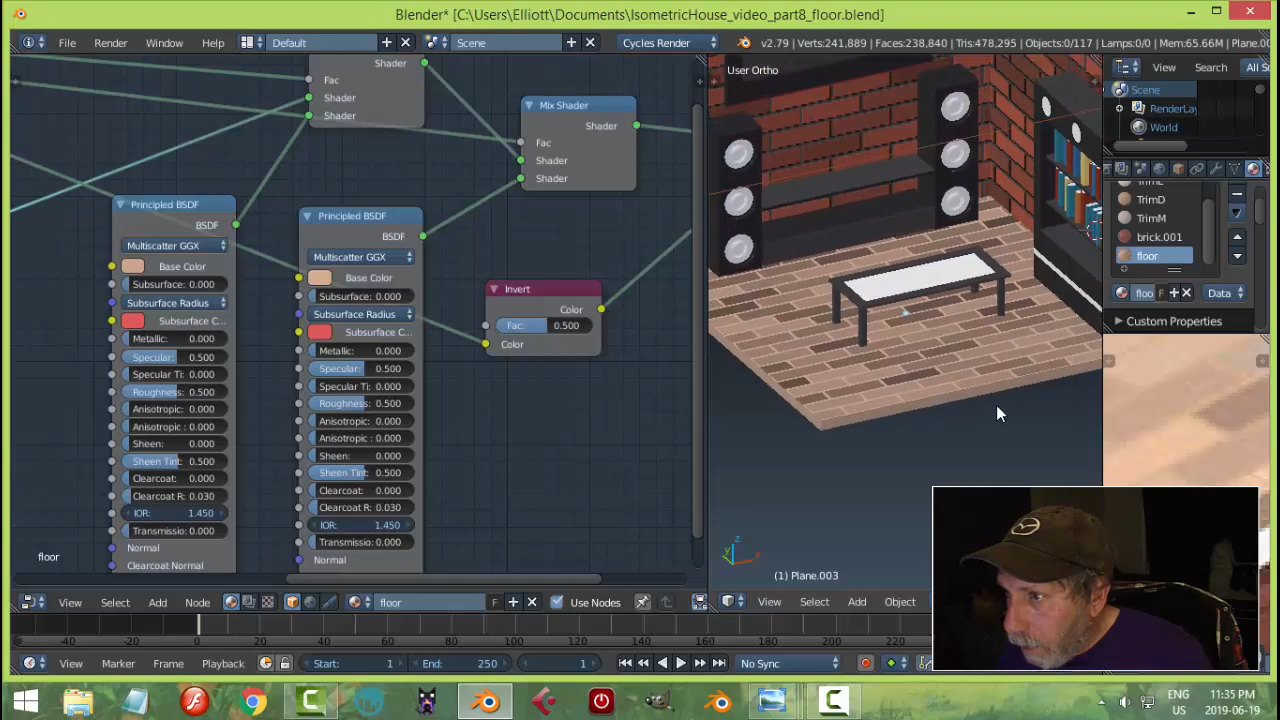 Blender* [C:\Users\Elliott\Documents\IsometricHouse_video_part8_floor.blend]
File Render Window Help Default Scene Cycles Render v2.79 | Verts:241,889 | Faces:238,840 | Tris:478,295 | Objects:0/117 | Lamps:0/0 | Mem:65.66M | Plane.00
Shader
Fac
Shader
Shader
Mix Shader
Shader
Fac
Shader
Shader
Principled BSDF
BSDF
Multiscatter GGX
Base Color
Subsurface: 0.000
Subsurface Radius
Subsurface C...
Metallic: 0.000
Specular: 0.500
Specular Ti: 0.000
Roughness: 0.500
Anisotropic: 0.000
Anisotropic : 0.000
Sheen: 0.000
Sheen Tint: 0.500
Clearcoat: 0.000
Clearcoat R: 0.030
IOR: 1.450
Transmissio: 0.000
Normal
Clearcoat Normal
Principled BSDF
BSDF
Multiscatter GGX
Base Color
Subsurface: 0.000
Subsurface Radius
Subsurface C...
Metallic: 0.000
Specular: 0.500
Specular Ti: 0.000
Roughness: 0.500
Anisotropic: 0.000
Anisotropic : 0.000
Sheen: 0.000
Sheen Tint: 0.500
Clearcoat: 0.000
Clearcoat R: 0.030
IOR: 1.450
Transmissio: 0.000
Normal
Invert
Color
Fac: 0.500
Color
floor
User Ortho
(1) Plane.003
View Search All S
Scene
RenderLay
World
TrimD
TrimM
brick.001
floor
floo F Data
Custom Properties
View Select Add Node floor F Use Nodes
View Select Add Object
-40 -20 0 20 40 60 80 100 120 140 160 180 200 220
View Marker Frame Playback Start: 1 End: 250 1 No Sync
ENG 11:35 PM
US 2019-06-19